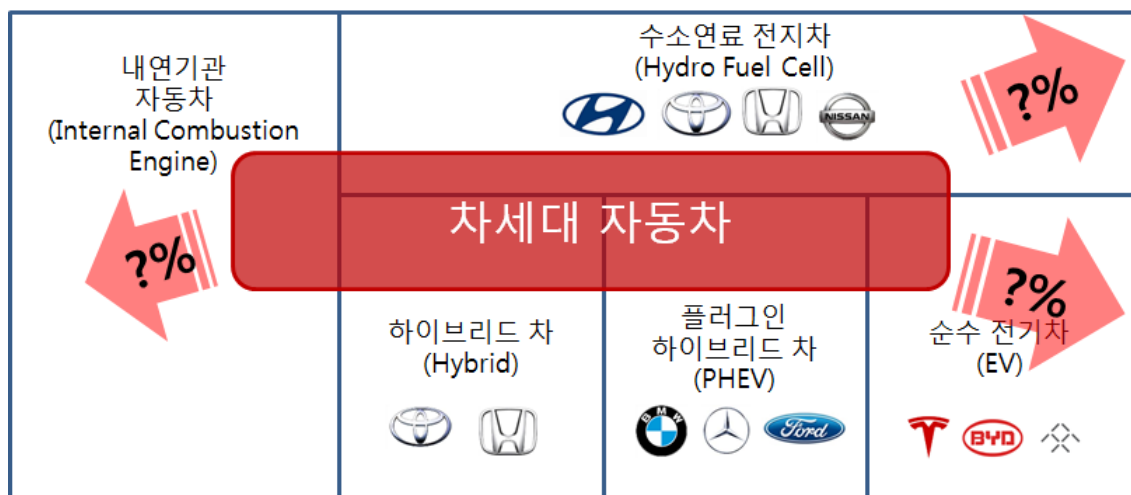 내연기관
자동차
(Internal Combustion
Engine)
수소연료 전지차
(Hydro Fuel Cell)
NISSAN
?%
차세대 자동차
?%
?%
하이브리드 차
(Hybrid)
플러그인
하이브리드 차
(PHEV)
순수 전기차
(EV)
BMW
Ford
BYD